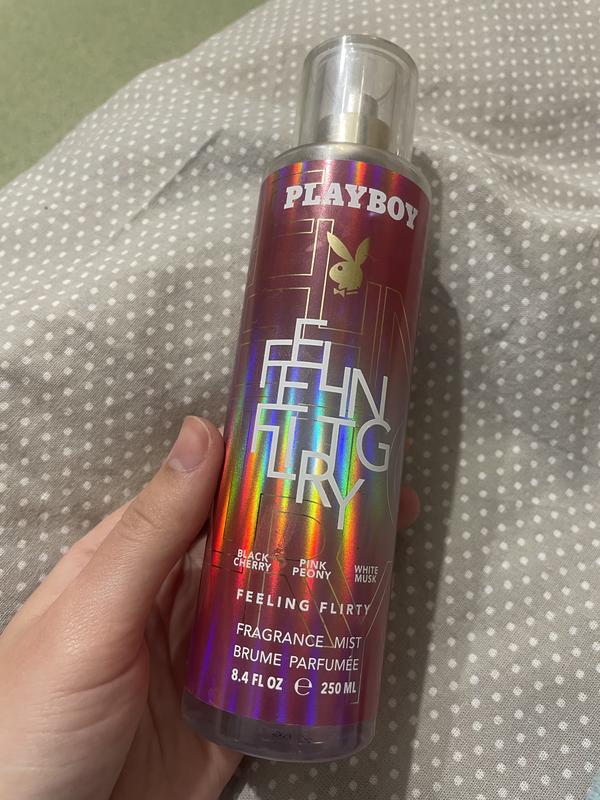 PLAYBOY
FEELIN
G
FLIRTY
BLACK CHERRY
PINK PEONY
WHITE MUSK
FEELING FLIRTY
FRAGRANCE MIST
BRUME PARFUMÉE
8.4 FL OZ ℮ 250 ML